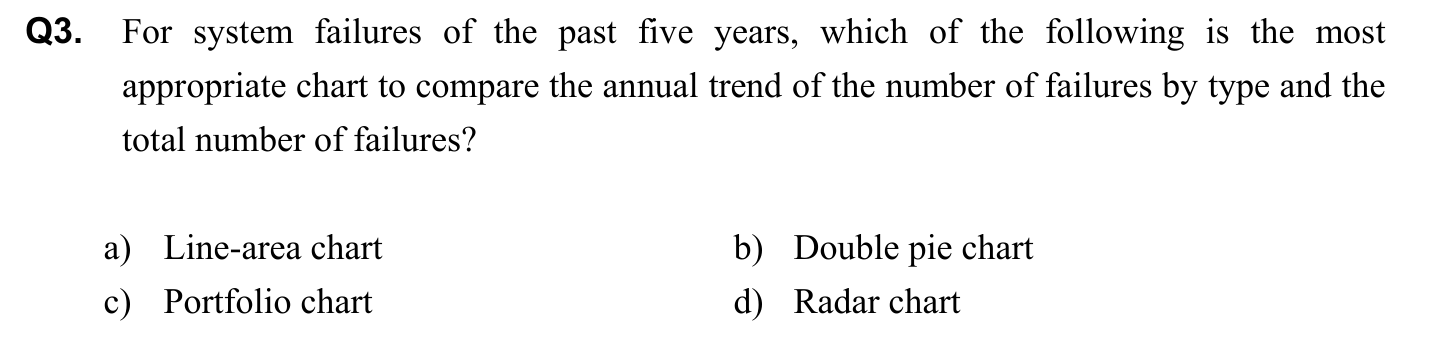 Q3. For system failures of the past five years, which of the following is the most
appropriate chart to compare the annual trend of the number of failures by type and the
total number of failures?
a) Line-area chart b) Double pie chart
c) Portfolio chart d) Radar chart